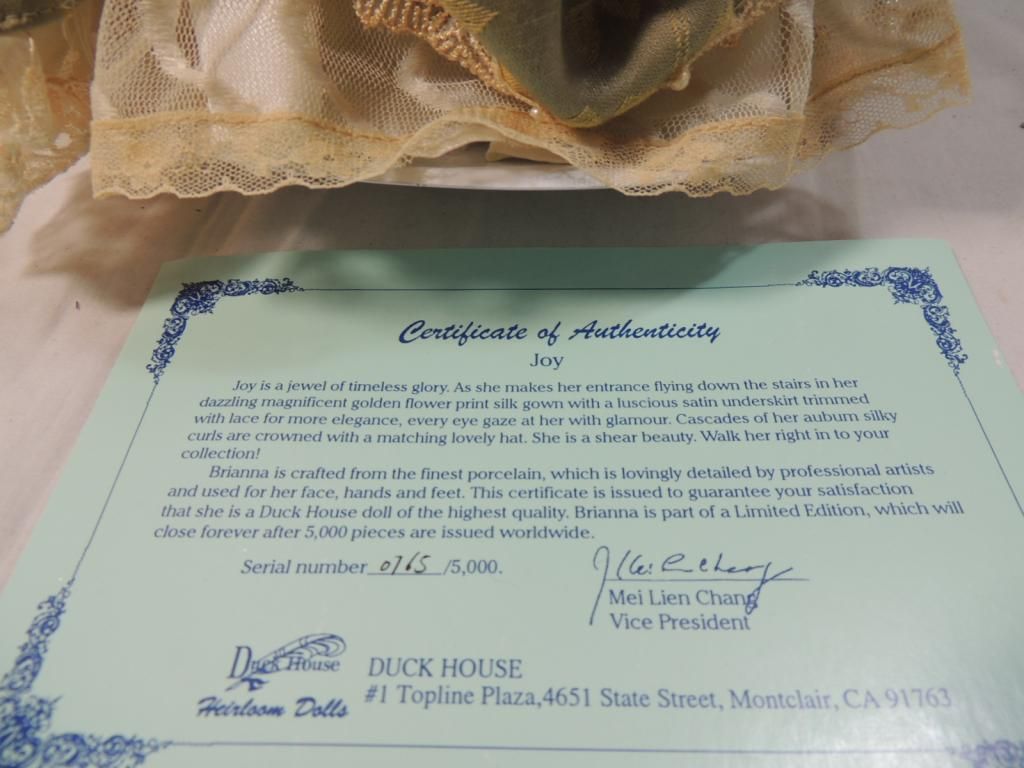 Certificate of Authenticity
Joy
Joy is a jewel of timeless glory. As she makes her entrance flying down the stairs in her
dazzling magnificent golden flower print silk gown with a luscious satin underskirt trimmed
with lace for more elegance, every eye gaze at her with glamour. Cascades of her auburn silky
curls are crowned with a matching lovely hat. She is a shear beauty. Walk her right in to your
collection!
Brianna is crafted from the finest porcelain, which is lovingly detailed by professional artists
and used for her face, hands and feet. This certificate is issued to guarantee your satisfaction
that she is a Duck House doll of the highest quality. Brianna is part of a Limited Edition, which will
close forever after 5,000 pieces are issued worldwide.
Serial number 0765 /5,000.
Mei Lien Chang
Vice President
Duck House
Heirloom Dolls
DUCK HOUSE
#1 Topline Plaza,4651 State Street, Montclair, CA 91763